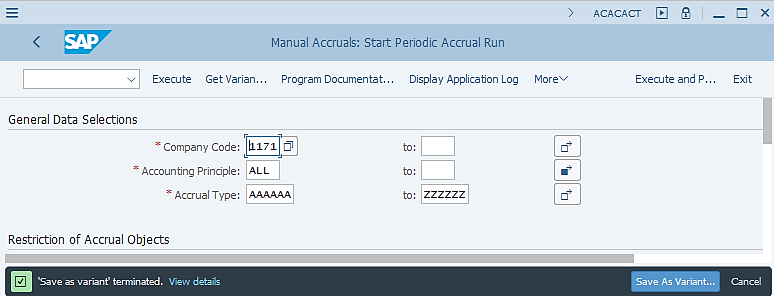 ACACACT
SAP Manual Accruals: Start Periodic Accrual Run
Execute Get Varian... Program Documentat... Display Application Log More Execute and P... Exit
General Data Selections
* Company Code: 1171 to:
* Accounting Principle: ALL to:
* Accrual Type: AAAAAA to: ZZZZZZ
Restriction of Accrual Objects
'Save as variant' terminated. View details Save As Variant... Cancel